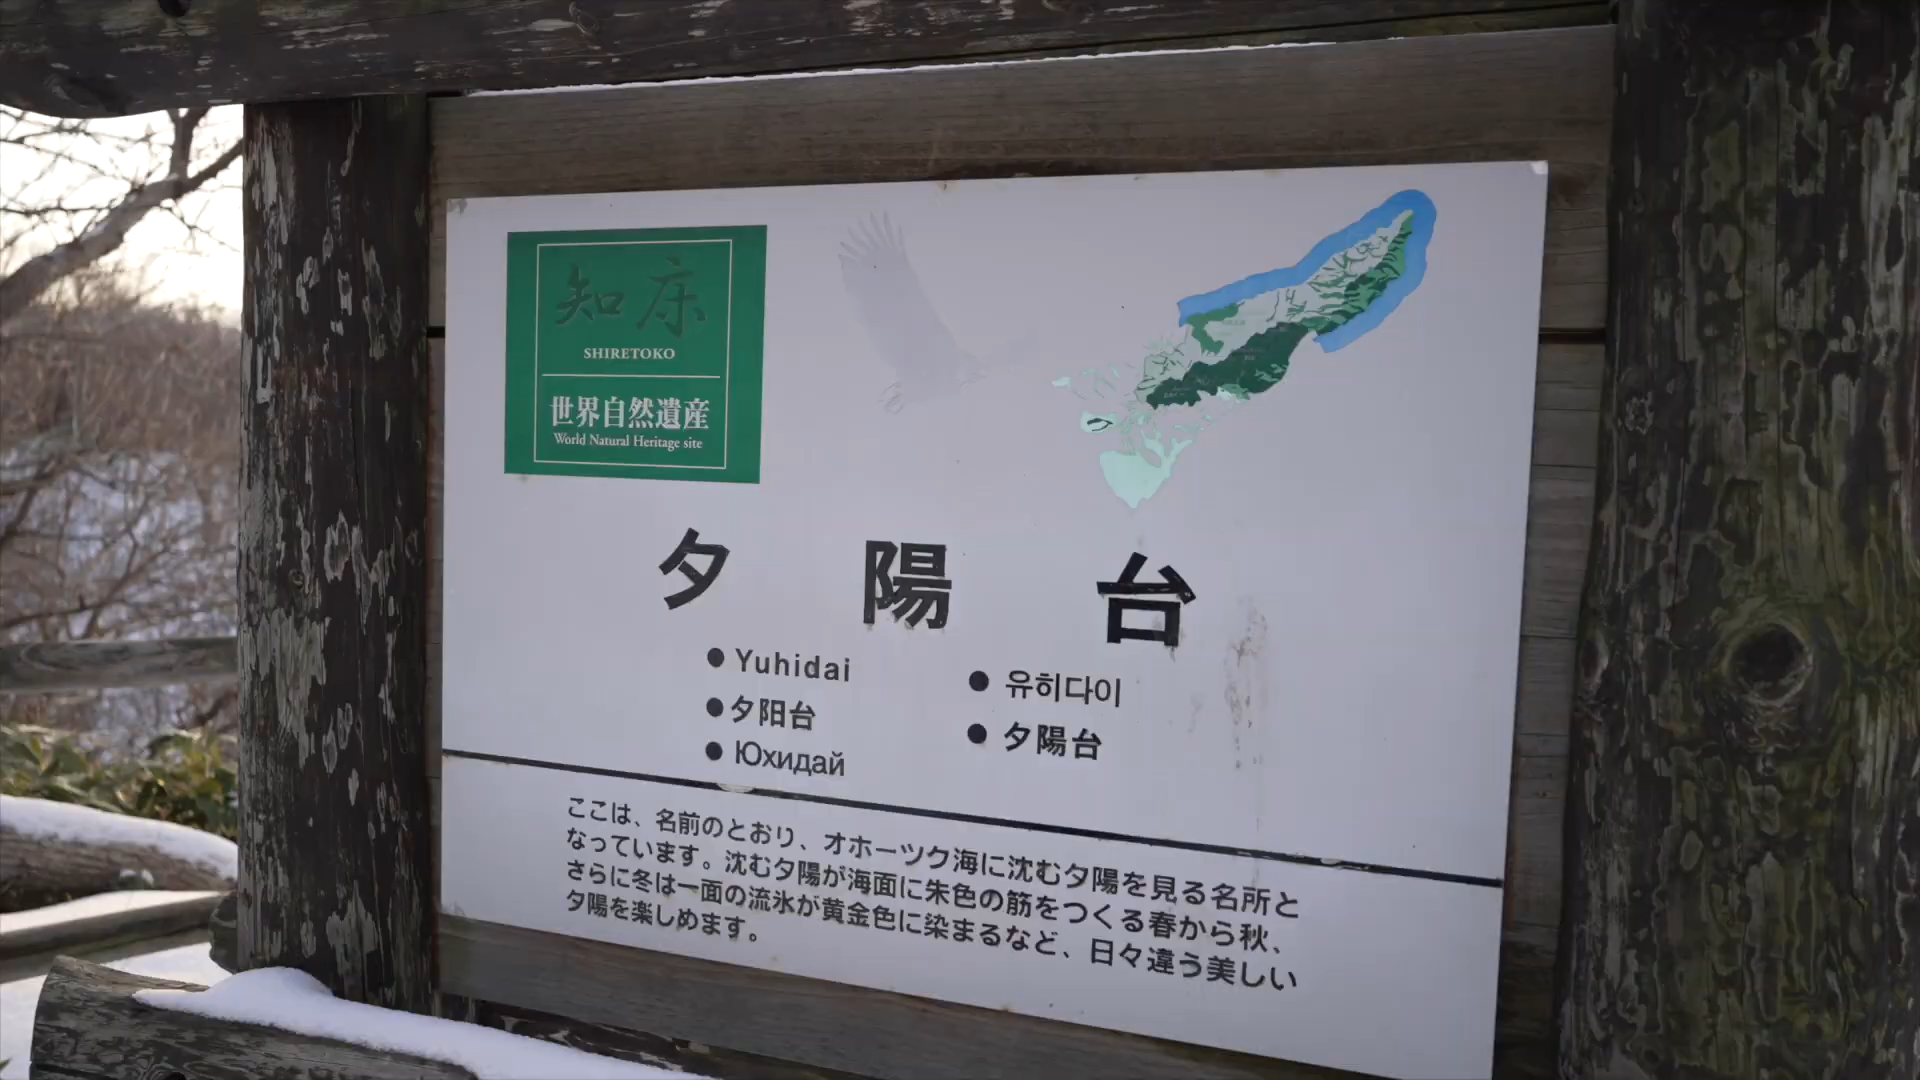 知床
SHIRETOKO
世界自然遺産
World Natural Heritage site
夕陽台
● Yuhidai
● 夕阳台
● Юхидай
● 유히다이
● 夕陽台
ここは、名前のとおり、オホーツク海に沈む夕陽を見る名所と
なっています。沈む夕陽が海面に朱色の筋をつくる春から秋、
さらに冬は一面の流氷が黄金色に染まるなど、日々違う美しい
夕陽を楽しめます。